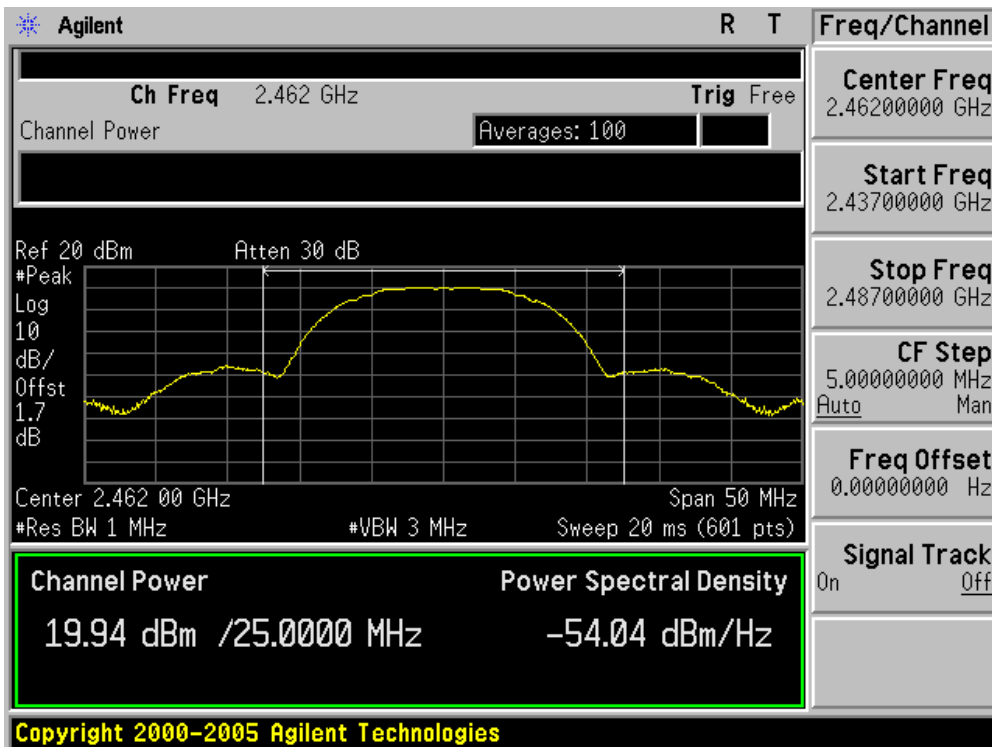 Agilent R T
Ch Freq 2.462 GHz Trig Free
Channel Power Averages: 100
Ref 20 dBm Atten 30 dB
#Peak
Log
10
dB/
Offst
1.7
dB
Center 2.462 00 GHz Span 50 MHz
#Res BW 1 MHz #VBW 3 MHz Sweep 20 ms (601 pts)
Channel Power Power Spectral Density
19.94 dBm /25.0000 MHz -54.04 dBm/Hz
Copyright 2000-2005 Agilent Technologies
Freq/Channel
Center Freq
2.46200000 GHz
Start Freq
2.43700000 GHz
Stop Freq
2.48700000 GHz
CF Step
5.00000000 MHz
Auto Man
Freq Offset
0.00000000 Hz
Signal Track
On Off